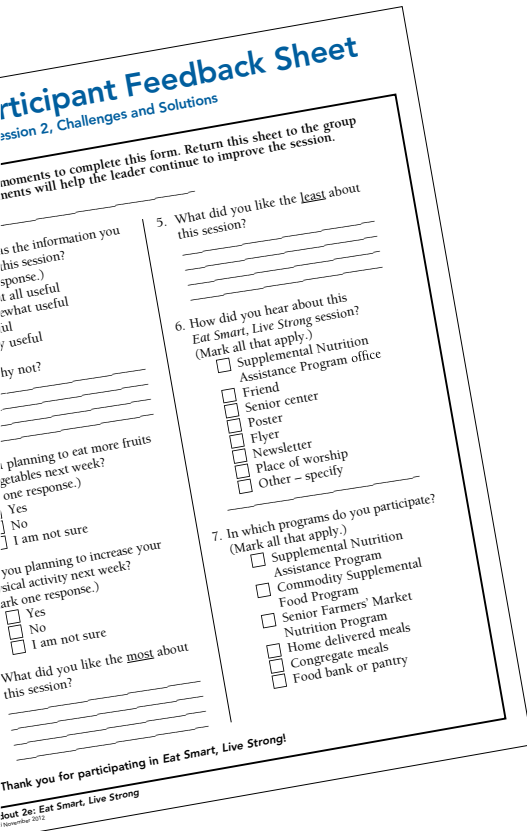 rticipant Feedback Sheet
ession 2, Challenges and Solutions
moments to complete this form. Return this sheet to the group
ments will help the leader continue to improve the session.
as the information you
this session?
sponse.)
t all useful
ewhat useful
ful
y useful
hy not?
planning to eat more fruits
getables next week?
one response.)
Yes
No
I am not sure
you planning to increase your
sical activity next week?
ark one response.)
Yes
No
I am not sure
What did you like the most about
this session?
5. What did you like the least about
this session?
6. How did you hear about this
Eat Smart, Live Strong session?
(Mark all that apply.)
Supplemental Nutrition
Assistance Program office
Friend
Senior center
Poster
Flyer
Newsletter
Place of worship
Other – specify
7. In which programs do you participate?
(Mark all that apply.)
Supplemental Nutrition
Assistance Program
Commodity Supplemental
Food Program
Senior Farmers' Market
Nutrition Program
Home delivered meals
Congregate meals
Food bank or pantry
Thank you for participating in Eat Smart, Live Strong!
dout 2e: Eat Smart, Live Strong
November 2012